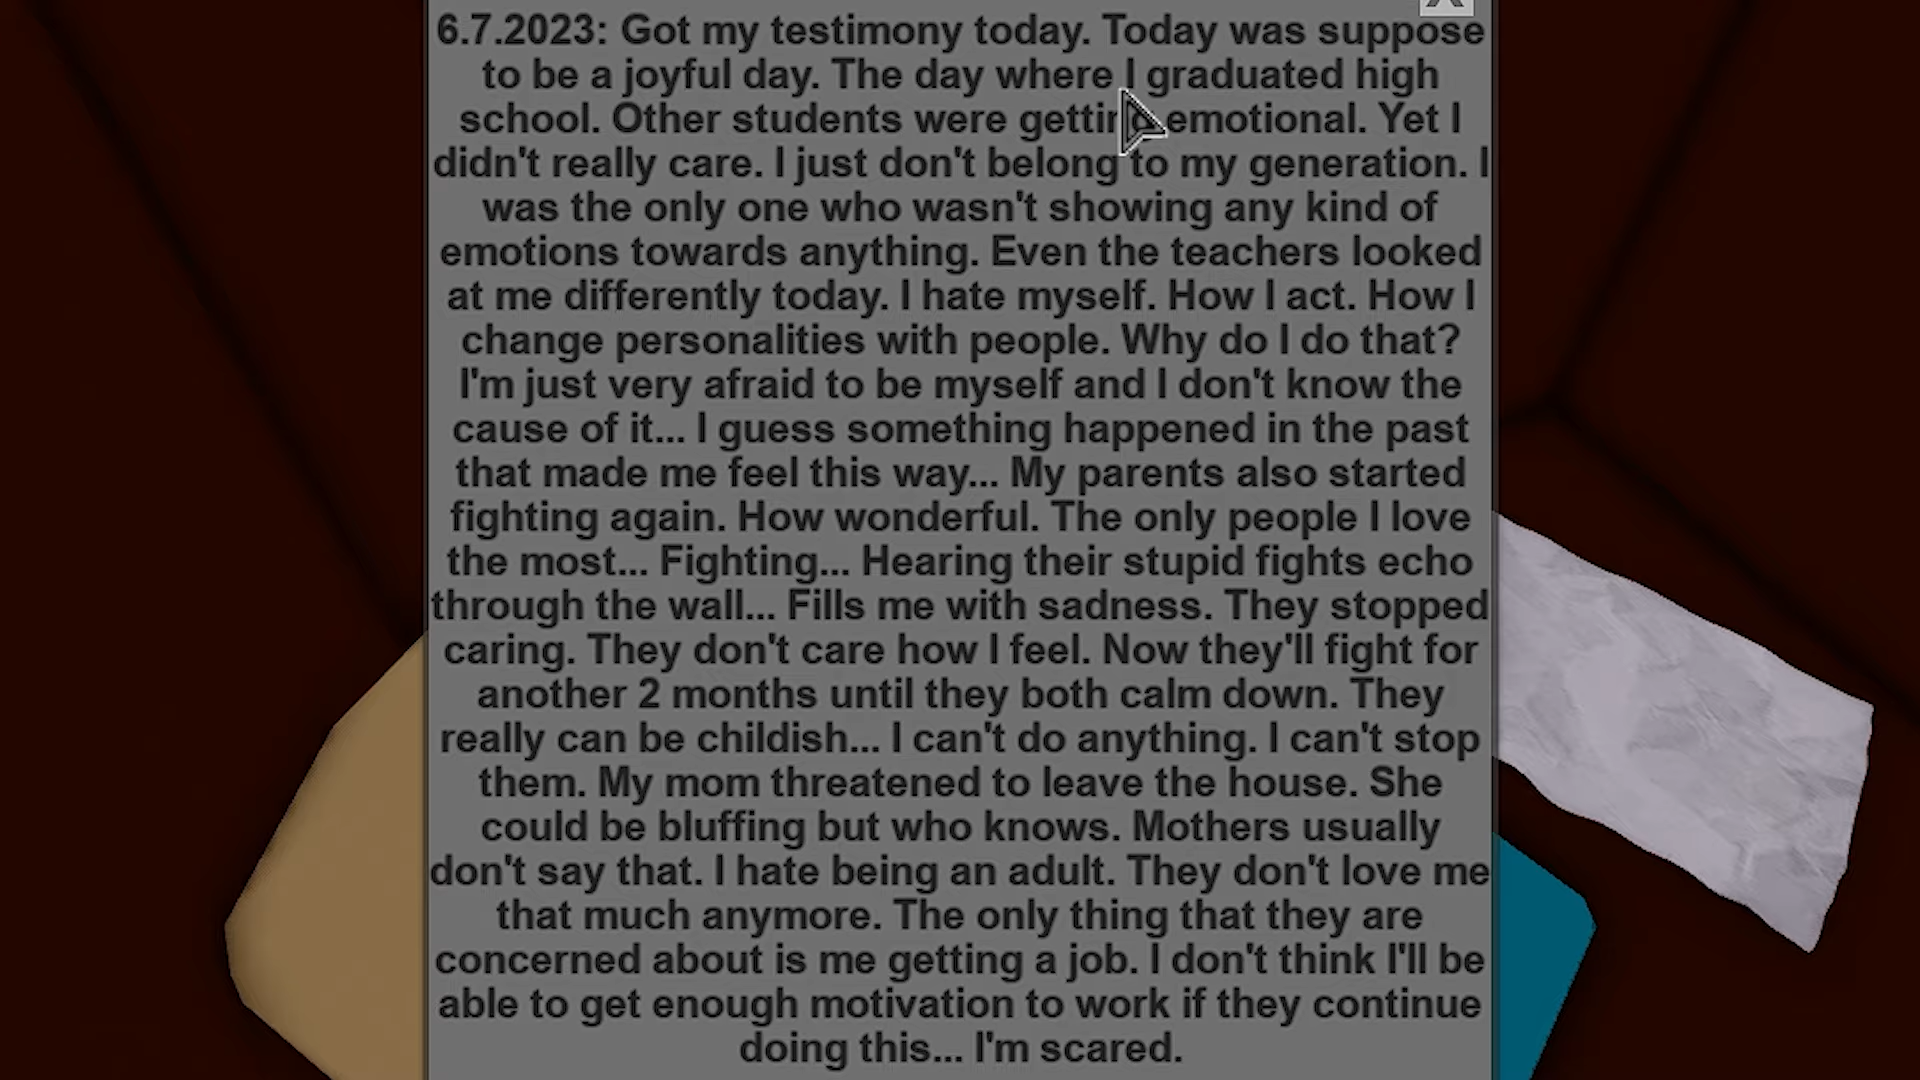 6.7.2023: Got my testimony today. Today was suppose
to be a joyful day. The day where I graduated high
school. Other students were getting emotional. Yet I
didn't really care. I just don't belong to my generation. I
was the only one who wasn't showing any kind of
emotions towards anything. Even the teachers looked
at me differently today. I hate myself. How I act. How I
change personalities with people. Why do I do that?
I'm just very afraid to be myself and I don't know the
cause of it... I guess something happened in the past
that made me feel this way... My parents also started
fighting again. How wonderful. The only people I love
the most... Fighting... Hearing their stupid fights echo
through the wall... Fills me with sadness. They stopped
caring. They don't care how I feel. Now they'll fight for
another 2 months until they both calm down. They
really can be childish... I can't do anything. I can't stop
them. My mom threatened to leave the house. She
could be bluffing but who knows. Mothers usually
don't say that. I hate being an adult. They don't love me
that much anymore. The only thing that they are
concerned about is me getting a job. I don't think I'll be
able to get enough motivation to work if they continue
doing this... I'm scared.